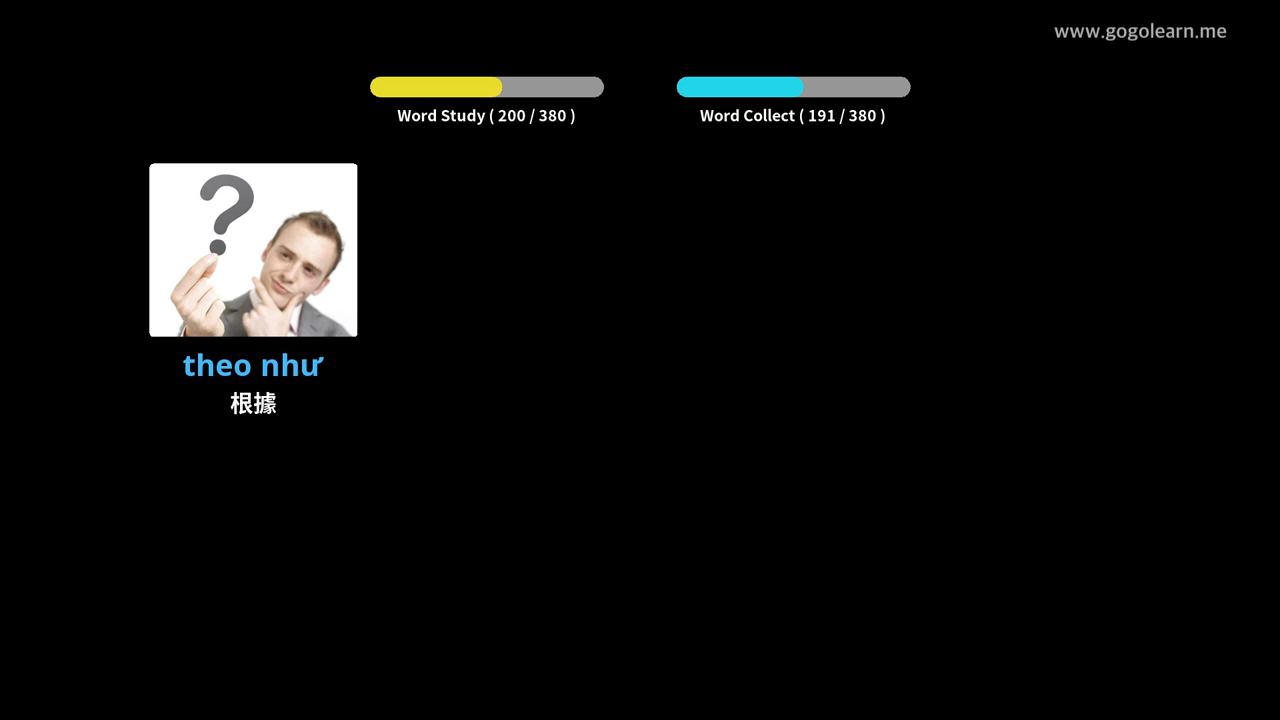 www.gogolearn.me
Word Study ( 200 / 380 )
Word Collect ( 191 / 380 )
?
theo như
根據